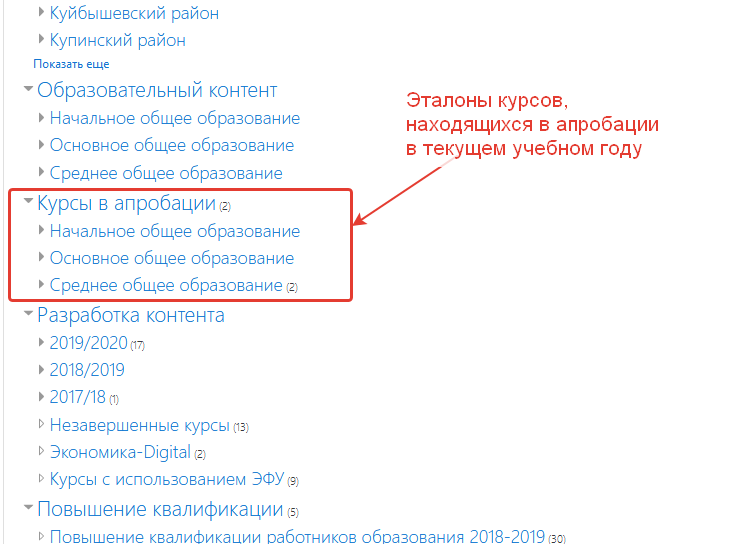 Куйбышевский район
Купинский район
Показать еще
Образовательный контент
Начальное общее образование
Основное общее образование
Среднее общее образование
Эталоны курсов,
находящихся в апробации
в текущем учебном году
Курсы в апробации (2)
Начальное общее образование
Основное общее образование
Среднее общее образование (2)
Разработка контента
2019/2020 (17)
2018/2019
2017/18 (1)
Незавершенные курсы (13)
Экономика-Digital (2)
Курсы с использованием ЭФУ (9)
Повышение квалификации (5)
Повышение квалификации работников образования 2018-2019 (30)